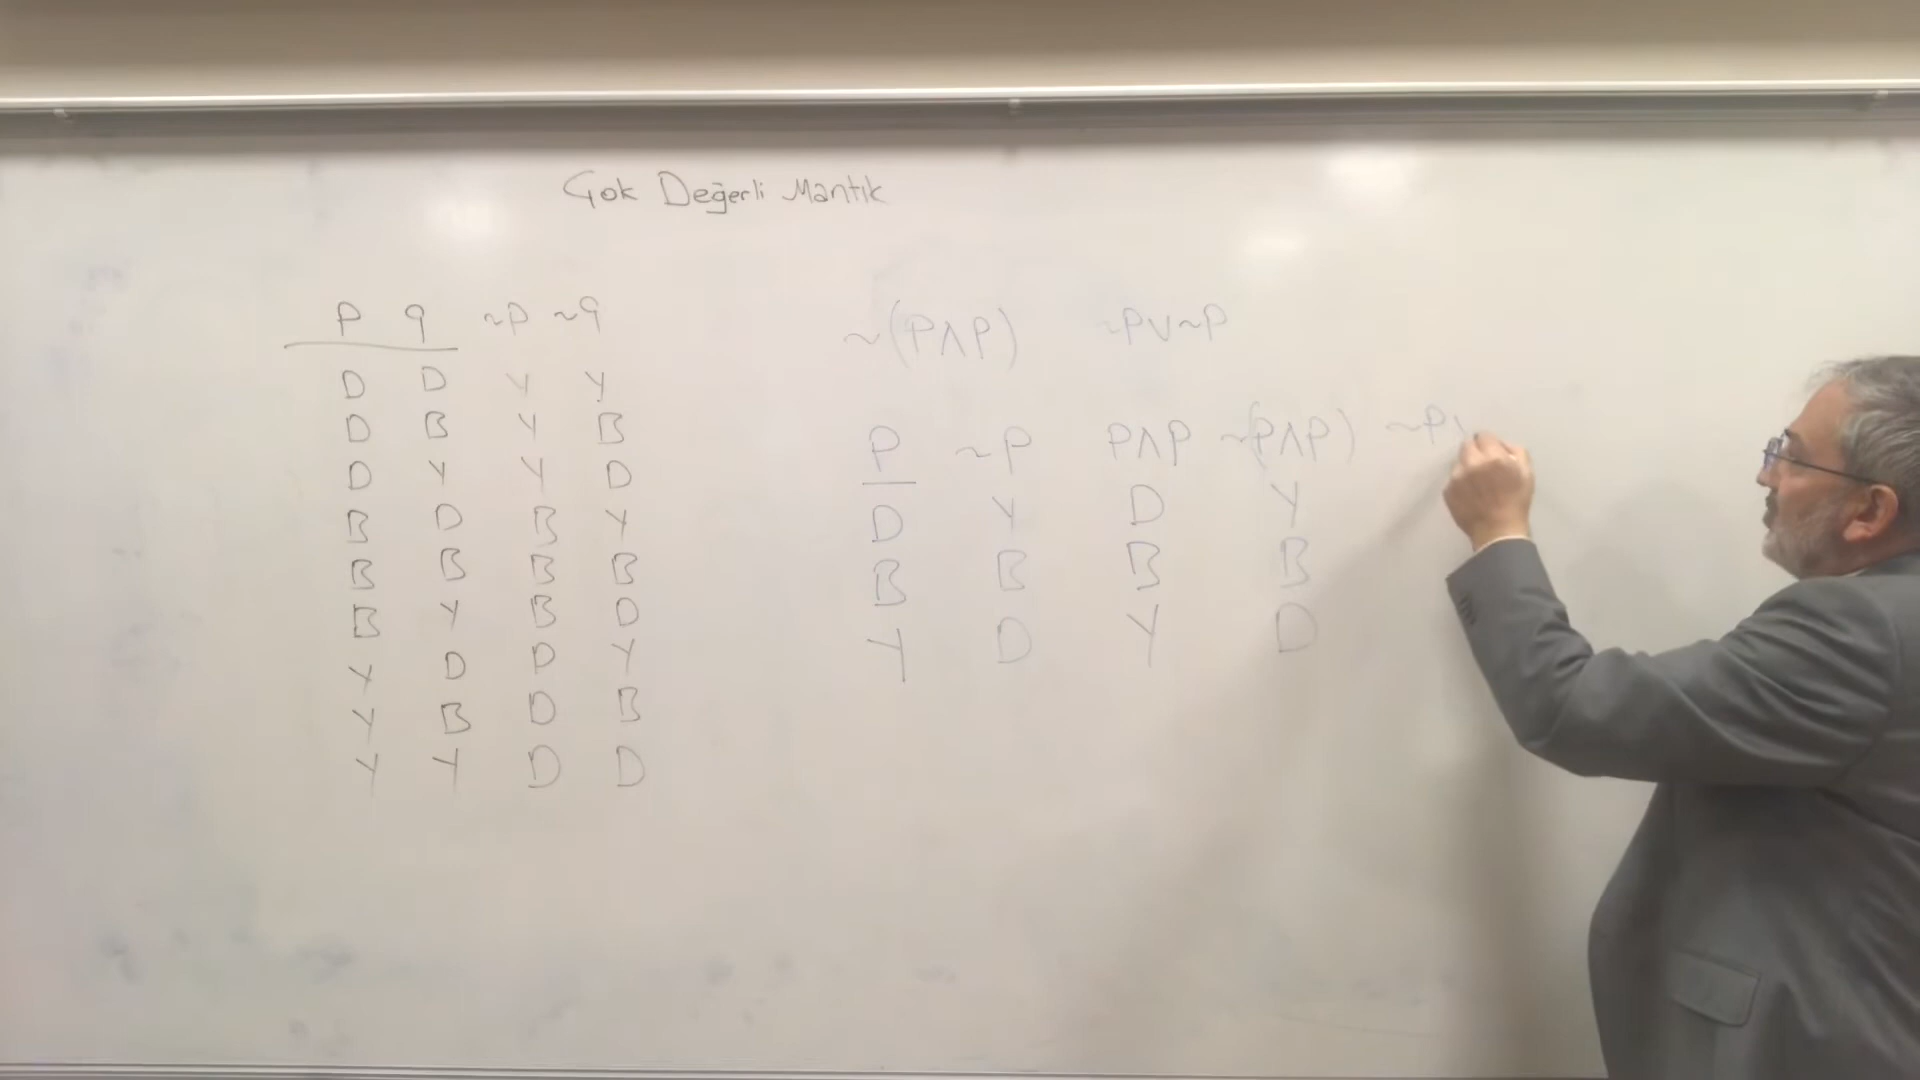 Çok Değerli Mantık
P q ~P ~q
D D Y Y
D B Y B
D Y Y D
B D B Y
B B B B
B Y B D
Y D D Y
Y B D B
Y Y D D
~(P∧P) ~P∨~P
P ~P P∧P ~(P∧P) ~P∨
D Y D Y
B B B B
Y D Y D